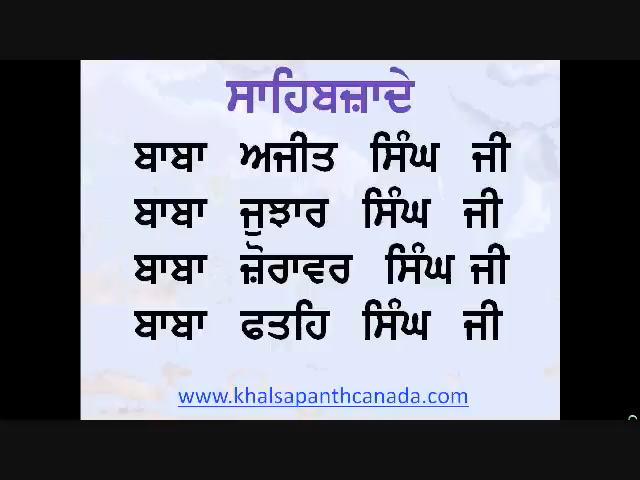 ਸਾਹਿਬਜ਼ਾਦੇ
ਬਾਬਾ ਅਜੀਤ ਸਿੰਘ ਜੀ
ਬਾਬਾ ਜੁਝਾਰ ਸਿੰਘ ਜੀ
ਬਾਬਾ ਜ਼ੋਰਾਵਰ ਸਿੰਘ ਜੀ
ਬਾਬਾ ਫਤਹਿ ਸਿੰਘ ਜੀ
www.khalsapanthcanada.com